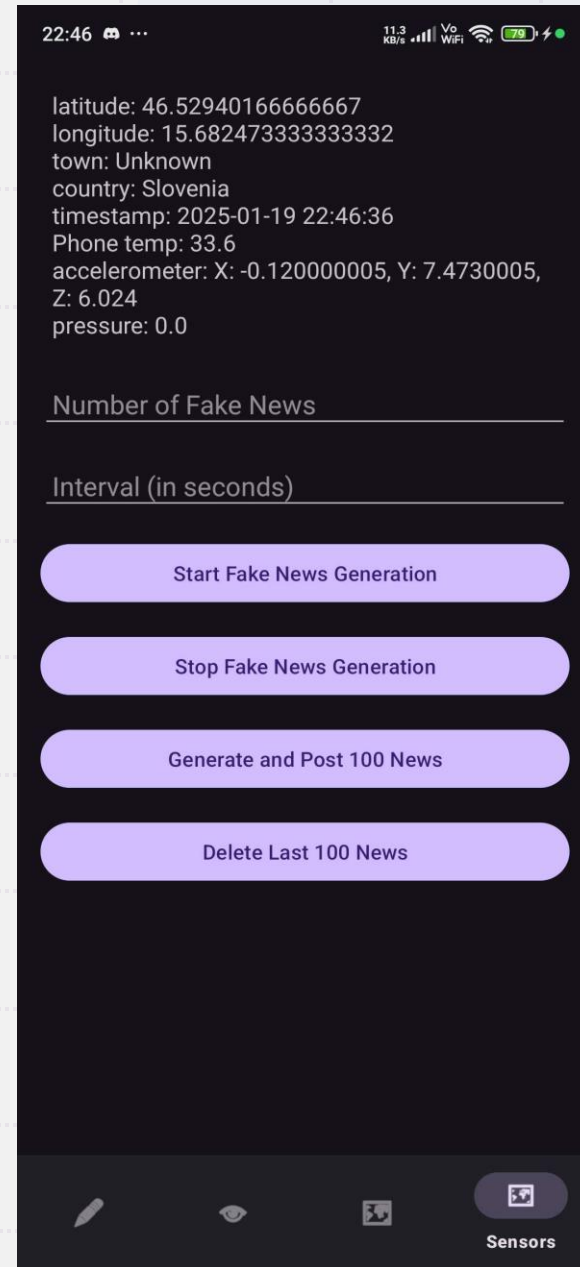 22:46 ...
11.3 KB/s Vo WiFi 79
latitude: 46.52940166666667
longitude: 15.682473333333332
town: Unknown
country: Slovenia
timestamp: 2025-01-19 22:46:36
Phone temp: 33.6
accelerometer: X: -0.120000005, Y: 7.4730005,
Z: 6.024
pressure: 0.0
Number of Fake News
Interval (in seconds)
Start Fake News Generation
Stop Fake News Generation
Generate and Post 100 News
Delete Last 100 News
Sensors